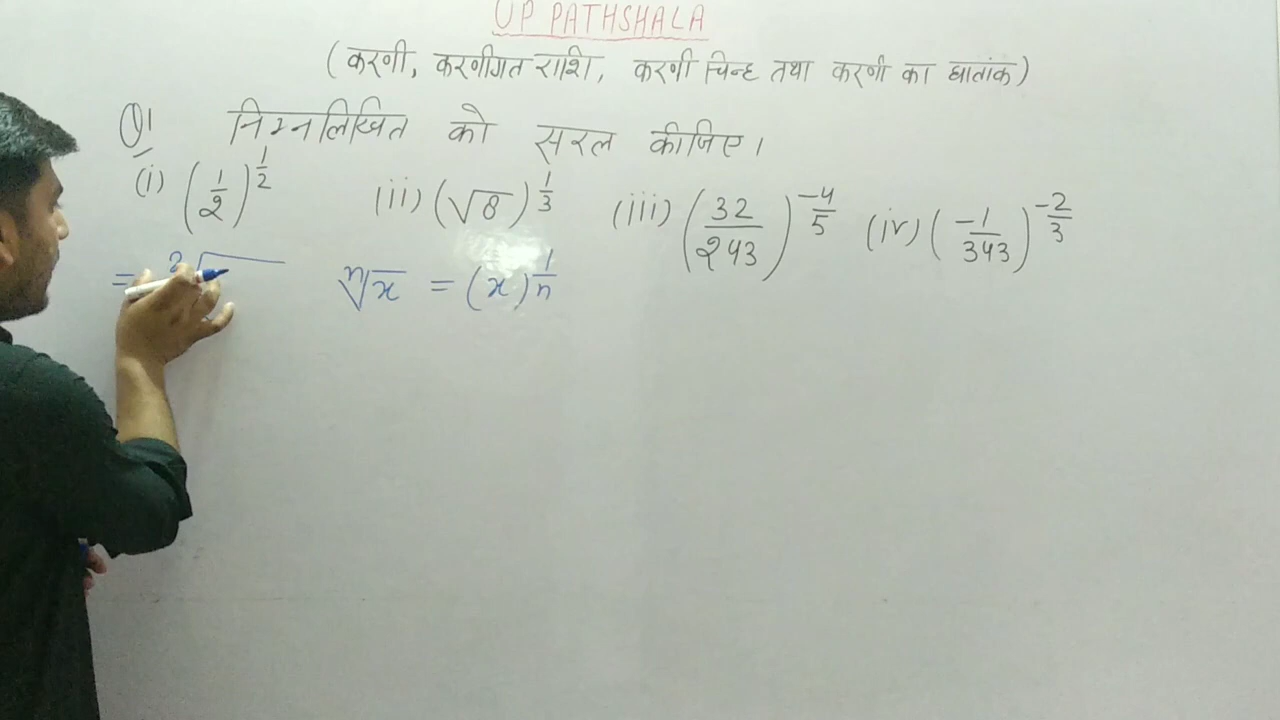 UP PATHSHALA
(करणी, करणीगत राशि, करणी चिन्ह तथा करणी का घातांक)
Q1 निम्नलिखित को सरल कीजिए।
(i) (1/2)^1/2 (ii) (√8)^1/3 (iii) (32/243)^-4/5 (iv) (-1/343)^-2/3
= 2√ ⁿ√x = (x)^1/n